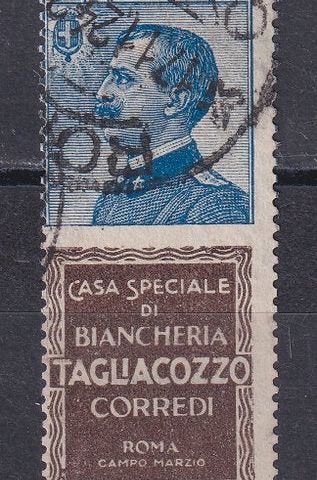 CASA SPECIALE
DI
BIANCHERIA
TAGLIACOZZO
CORREDI
ROMA
CAMPO MARZIO